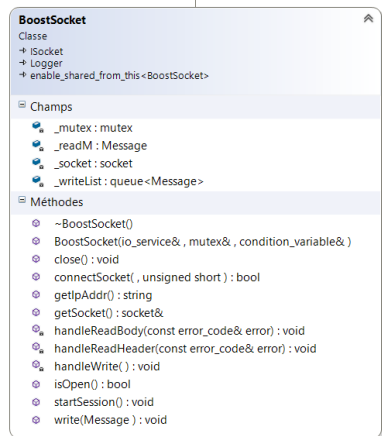 BoostSocket
Classe
ISocket
Logger
enable_shared_from_this<BoostSocket>
Champs
_mutex : mutex
_readM : Message
_socket : socket
_writeList : queue<Message>
Méthodes
~BoostSocket()
BoostSocket(io_service& , mutex& , condition_variable& )
close() : void
connectSocket( , unsigned short ) : bool
getIpAddr() : string
getSocket() : socket&
handleReadBody(const error_code& error) : void
handleReadHeader(const error_code& error) : void
handleWrite( ) : void
isOpen() : bool
startSession() : void
write(Message ) : void